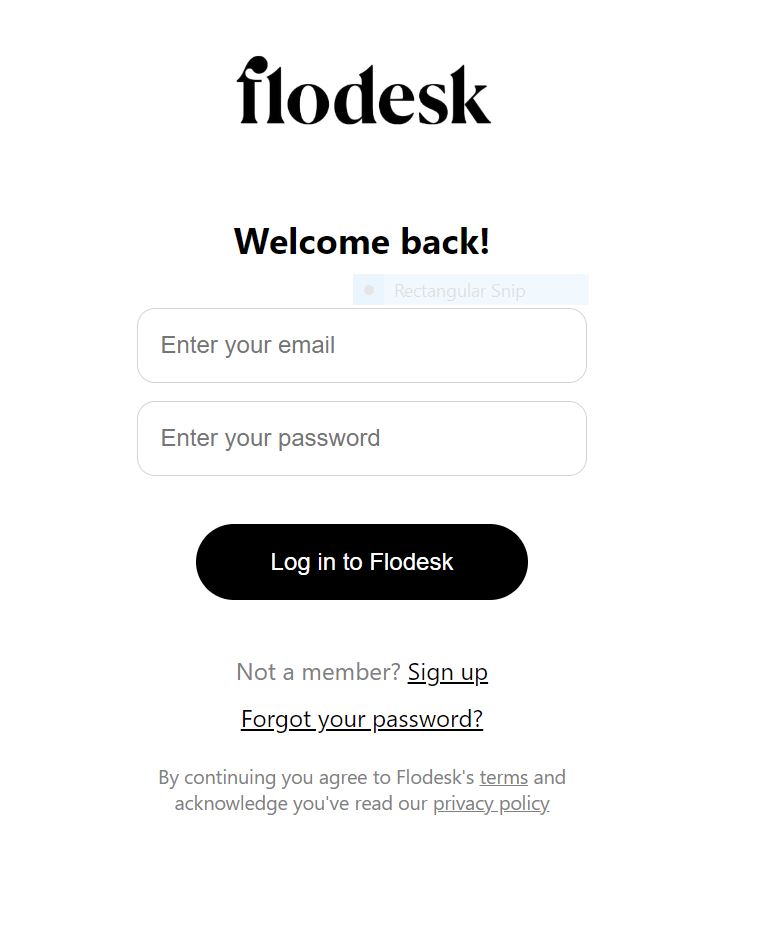 flodesk
Welcome back!
Rectangular Snip
Enter your email
Enter your password
Log in to Flodesk
Not a member? Sign up
Forgot your password?
By continuing you agree to Flodesk's terms and
acknowledge you've read our privacy policy